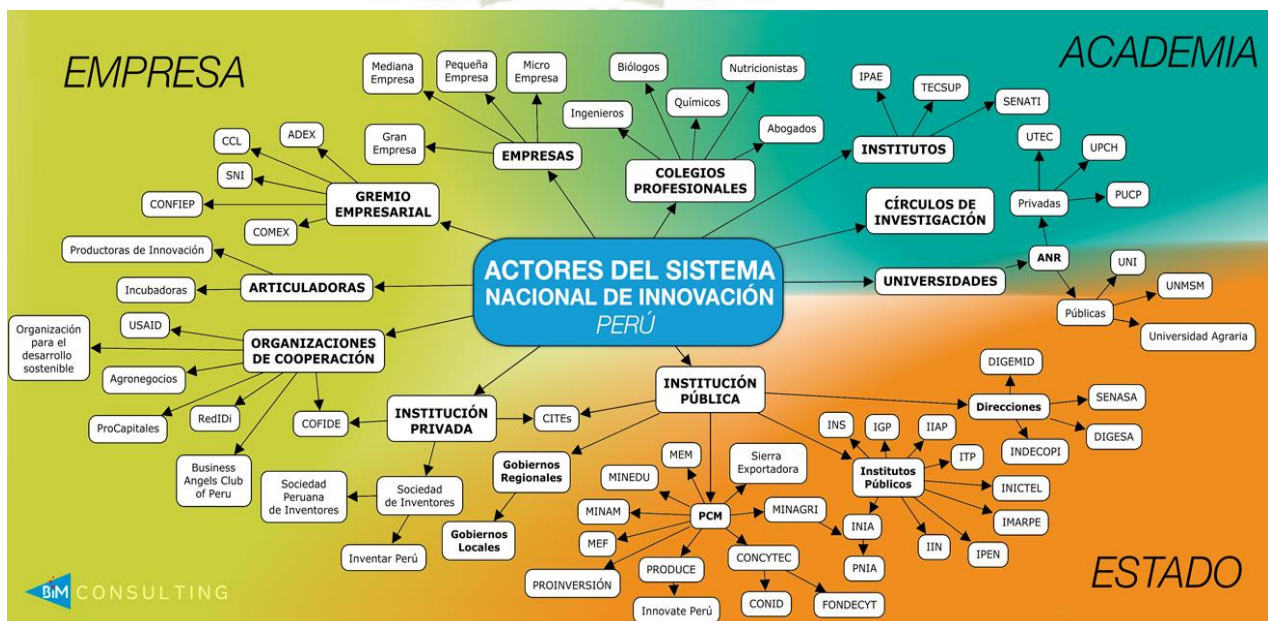 EMPRESA
ACADEMIA
Mediana
Empresa
Pequeña
Empresa
Micro
Empresa
Gran
Empresa
EMPRESAS
Biólogos
Nutricionistas
Ingenieros
Químicos
Abogados
COLEGIOS
PROFESIONALES
IPAE
TECSUP
SENATI
INSTITUTOS
CCL
ADEX
SNI
CONFIEP
COMEX
GREMIO
EMPRESARIAL
CÍRCULOS DE
INVESTIGACIÓN
UTEC
UPCH
PUCP
Privadas
ANR
UNIVERSIDADES
UNI
UNMSM
Públicas
Universidad Agraria
Productoras de Innovación
Incubadoras
ARTICULADORAS
ACTORES DEL SISTEMA
NACIONAL DE INNOVACIÓN
PERÚ
USAID
Organización
para el
desarrollo
sostenible
ORGANIZACIONES
DE COOPERACIÓN
Agronegocios
ProCapitales
RedIDi
Business
Angels Club
of Peru
COFIDE
INSTITUCIÓN
PRIVADA
CITEs
Sociedad
Peruana
de Inventores
Sociedad
de Inventores
Inventar Perú
INSTITUCIÓN
PÚBLICA
Gobiernos
Regionales
Gobiernos
Locales
MEM
Sierra
Exportadora
MINEDU
MINAM
PCM
MINAGRI
MEF
PROINVERSIÓN
PRODUCE
Innovate Perú
CONCYTEC
CONID
FONDECYT
DIGEMID
Direcciones
SENASA
DIGESA
INDECOPI
INS
IGP
IIAP
ITP
Institutos
Públicos
INICTEL
IMARPE
IPEN
IIN
INIA
PNIA
ESTADO
BiM CONSULTING